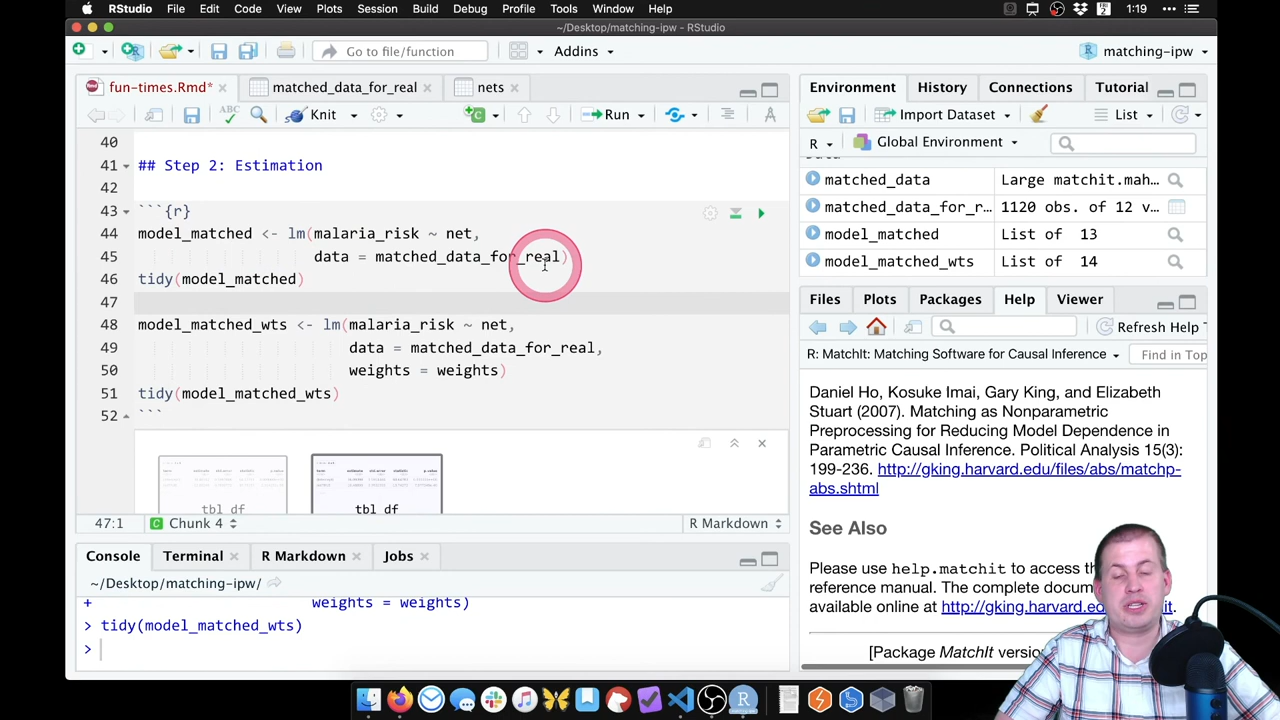 RStudio File Edit Code View Plots Session Build Debug Profile Tools Window Help 1:19
~/Desktop/matching-ipw - RStudio
Go to file/function Addins matching-ipw
fun-times.Rmd* matched_data_for_real nets
ABC Knit Run
40
41 ## Step 2: Estimation
42
43 ```{r}
44 model_matched <- lm(malaria_risk ~ net,
45 data = matched_data_for_real)
46 tidy(model_matched)
47
48 model_matched_wts <- lm(malaria_risk ~ net,
49 data = matched_data_for_real,
50 weights = weights)
51 tidy(model_matched_wts)
52 ```
tbl_df tbl_df
47:1 Chunk 4 R Markdown
Console Terminal R Markdown Jobs
~/Desktop/matching-ipw/
+ weights = weights)
> tidy(model_matched_wts)
>
Environment History Connections Tutorial
Import Dataset List
R Global Environment
matched_data Large matchit.mah…
matched_data_for_r… 1120 obs. of 12 v…
model_matched List of 13
model_matched_wts List of 14
Files Plots Packages Help Viewer
Refresh Help
R: MatchIt: Matching Software for Causal Inference Find in Top
Daniel Ho, Kosuke Imai, Gary King, and Elizabeth
Stuart (2007). Matching as Nonparametric
Preprocessing for Reducing Model Dependence in
Parametric Causal Inference. Political Analysis 15(3):
199-236. http://gking.harvard.edu/files/abs/matchp-
abs.shtml
See Also
Please use help.matchit to access th
reference manual. The complete docum
available online at http://gking.harvard.ed it.
[Package MatchIt versio